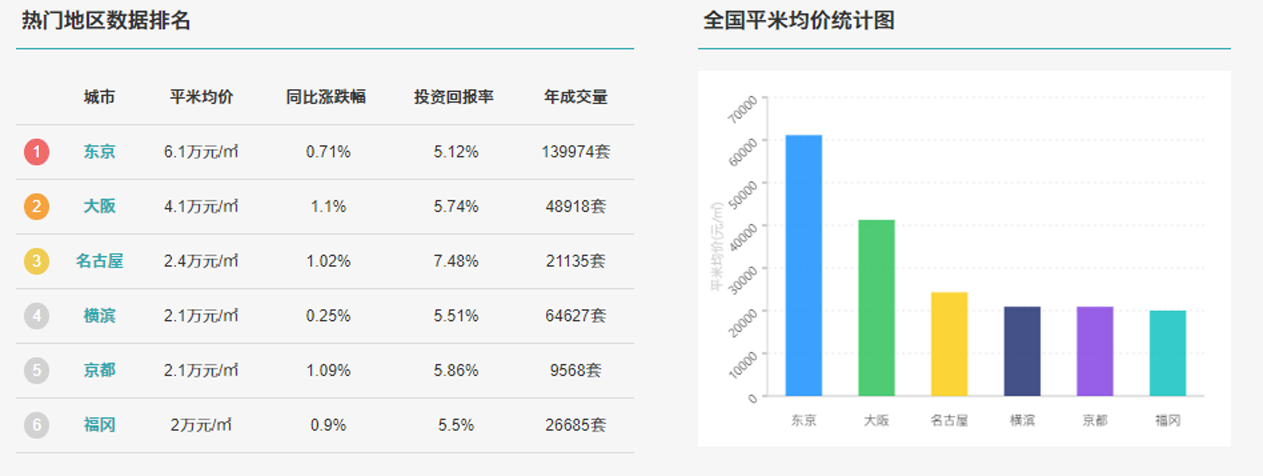 热门地区数据排名
城市 平米均价 同比涨跌幅 投资回报率 年成交量
1 东京 6.1万元/㎡ 0.71% 5.12% 139974套
2 大阪 4.1万元/㎡ 1.1% 5.74% 48918套
3 名古屋 2.4万元/㎡ 1.02% 7.48% 21135套
4 横滨 2.1万元/㎡ 0.25% 5.51% 64627套
5 京都 2.1万元/㎡ 1.09% 5.86% 9568套
6 福冈 2万元/㎡ 0.9% 5.5% 26685套
全国平米均价统计图
平米均价(元/㎡)
70000
60000
50000
40000
30000
20000
10000
0
东京 大阪 名古屋 横滨 京都 福冈